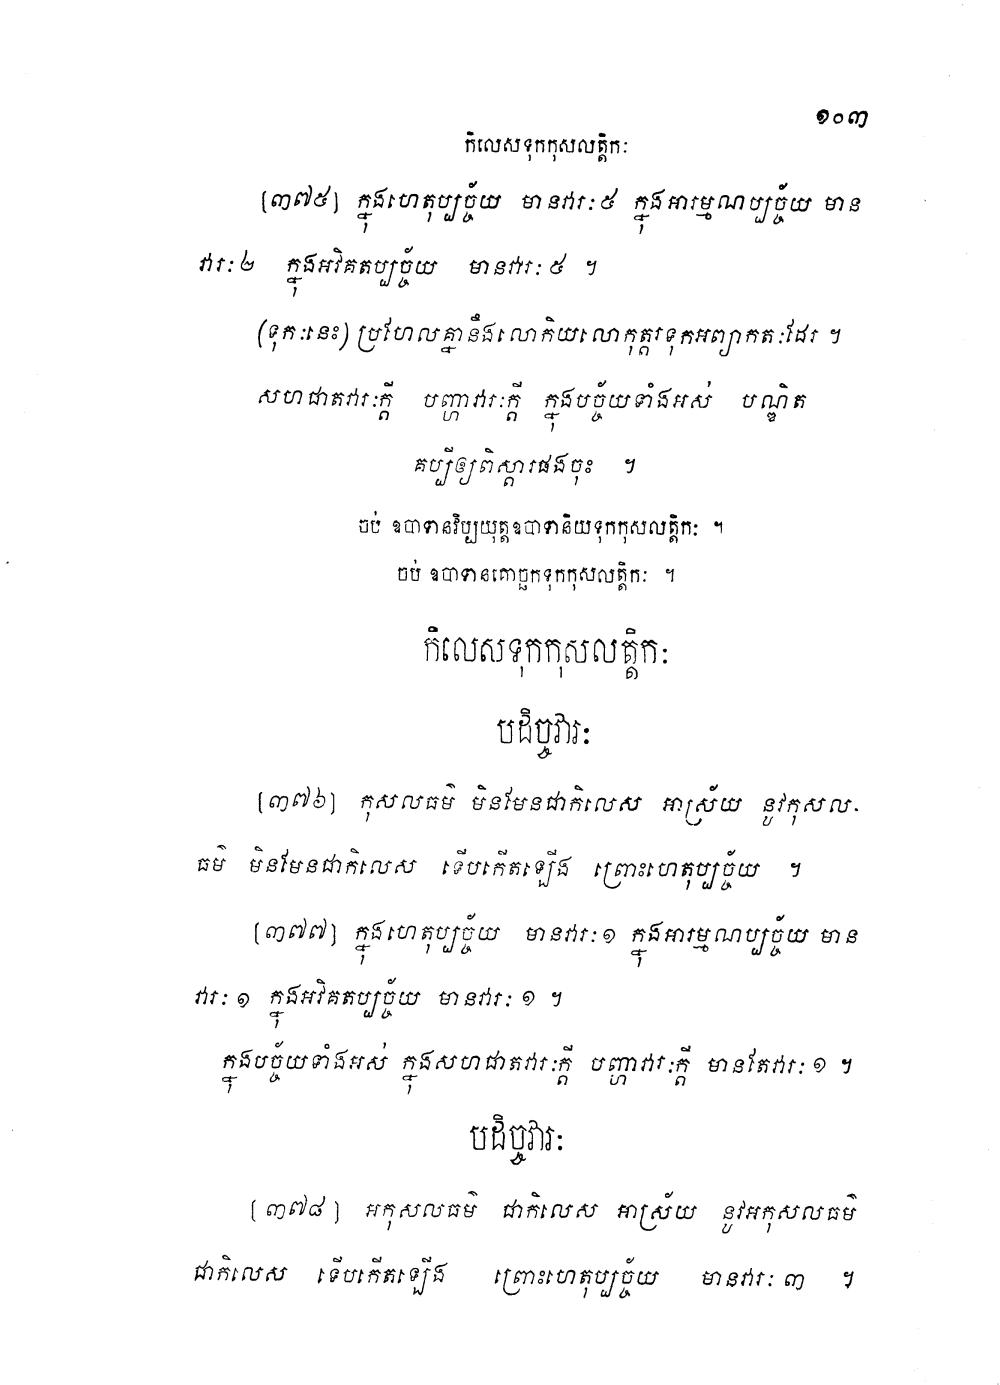 ១០៣
កិលេសទុកកុសលត្តិកៈ
[៣៧៥] ក្នុងហេតុប្បច្ច័យ មានវារៈ ៥ ក្នុងអារម្មណប្បច្ច័យ មាន
វារៈ ២ ក្នុងអវិគតប្បច្ច័យ មានវារៈ ៥ ។
(ទុកៈនេះ) ប្រហែលគ្នានឹងលោកិយលោកុត្តរទុកអព្យាកតៈដែរ ។
សហជាតវារៈក្តី បញ្ហាវារៈក្តី ក្នុងបច្ច័យទាំងអស់ បណ្ឌិត
គប្បីឲ្យពិស្តារផងចុះ ។
ចប់ ឧបាទានវិប្បយុត្តឧបាទានិយទុកកុសលត្តិកៈ ។
ចប់ ឧបាទានគោច្ឆកទុកកុសលត្តិកៈ ។
កិលេសទុកកុសលត្តិកៈ
បដិច្ចវារៈ
[៣៧៦] កុសលធម៌ មិនមែនជាកិលេស អាស្រ័យ នូវកុសល-
ធម៌ មិនមែនជាកិលេស ទើបកើតឡើង ព្រោះហេតុប្បច្ច័យ ។
[៣៧៧] ក្នុងហេតុប្បច្ច័យ មានវារៈ ១ ក្នុងអារម្មណប្បច្ច័យ មាន
វារៈ ១ ក្នុងអវិគតប្បច្ច័យ មានវារៈ ១ ។
ក្នុងបច្ច័យទាំងអស់ ក្នុងសហជាតវារៈក្តី បញ្ហាវារៈក្តី មានតែវារៈ ១ ។
បដិច្ចវារៈ
[៣៧៨] អកុសលធម៌ ជាកិលេស អាស្រ័យ នូវអកុសលធម៌
ជាកិលេស ទើបកើតឡើង ព្រោះហេតុប្បច្ច័យ មានវារៈ ៣ ។